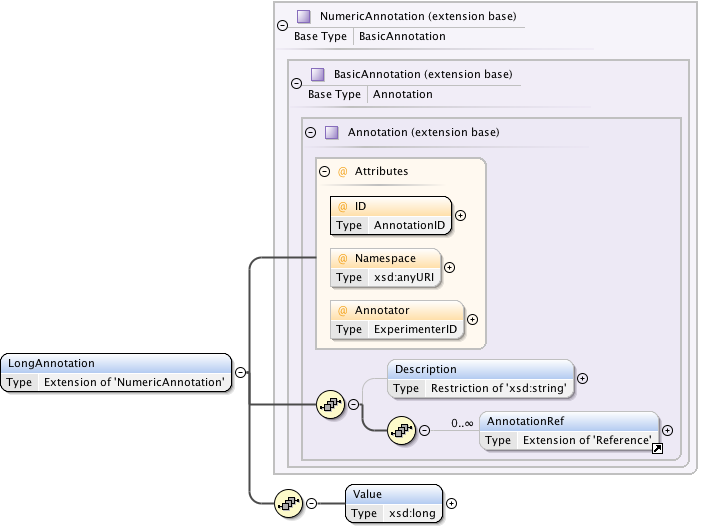 NumericAnnotation (extension base)
Base Type BasicAnnotation
BasicAnnotation (extension base)
Base Type Annotation
Annotation (extension base)
@ Attributes
@ ID
Type AnnotationID
@ Namespace
Type xsd:anyURI
@ Annotator
Type ExperimenterID
LongAnnotation
Type Extension of 'NumericAnnotation'
Description
Type Restriction of 'xsd:string'
0..∞
AnnotationRef
Type Extension of 'Reference'
Value
Type xsd:long